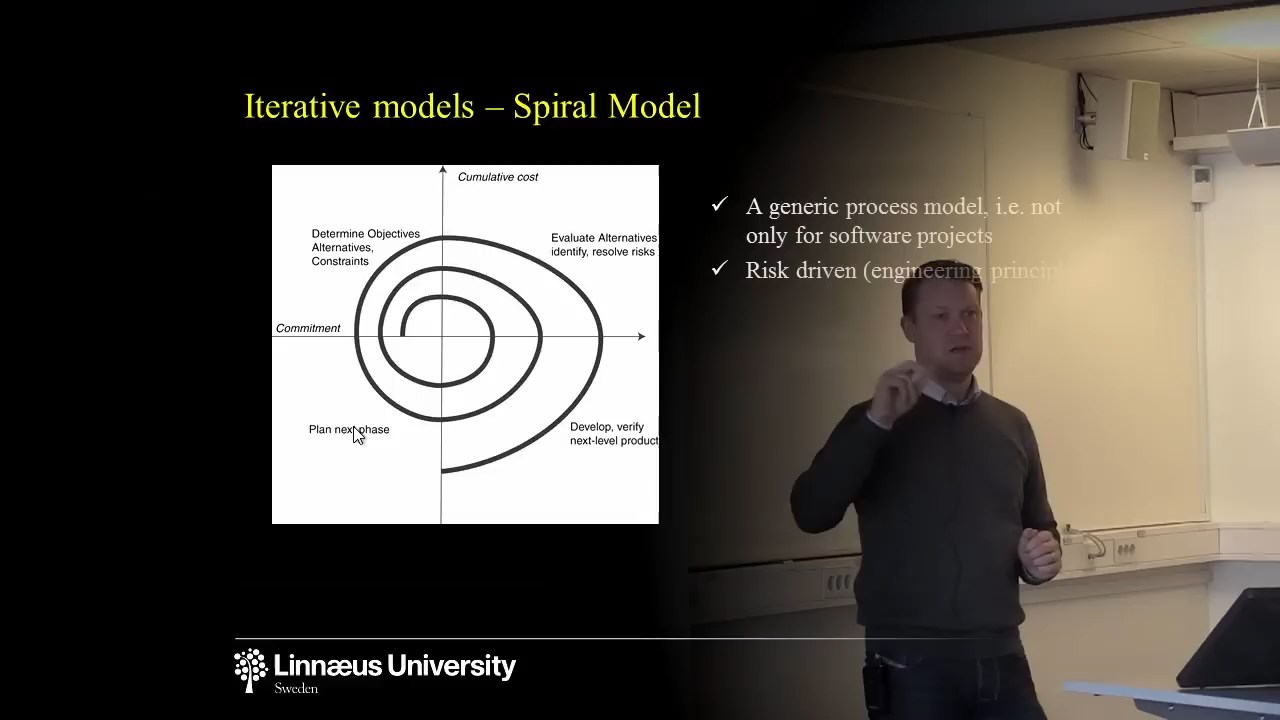 Iterative models – Spiral Model
Cumulative cost
Determine Objectives
Alternatives,
Constraints
Evaluate Alternatives
identify, resolve risks
Commitment
Plan next phase
Develop, verify
next-level product
✓ A generic process model, i.e. not
only for software projects
✓ Risk driven (engineering
Linnæus University
Sweden